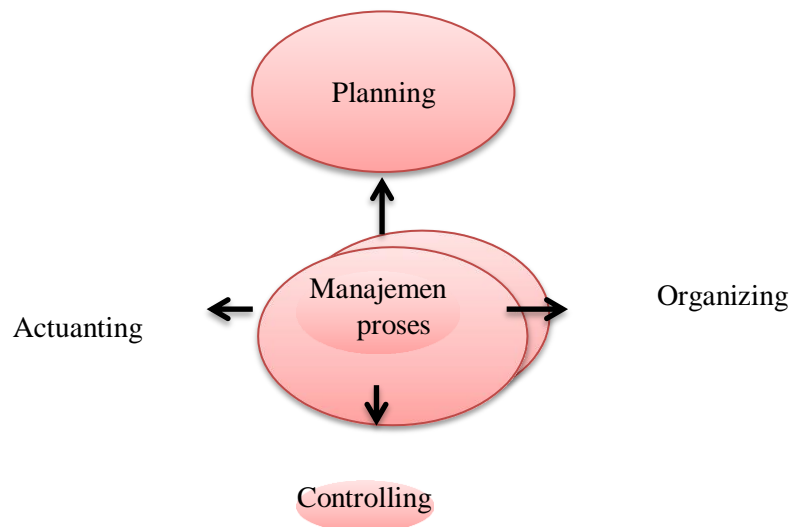 Planning
Manajemen
proses
Organizing
Actuanting
Controlling